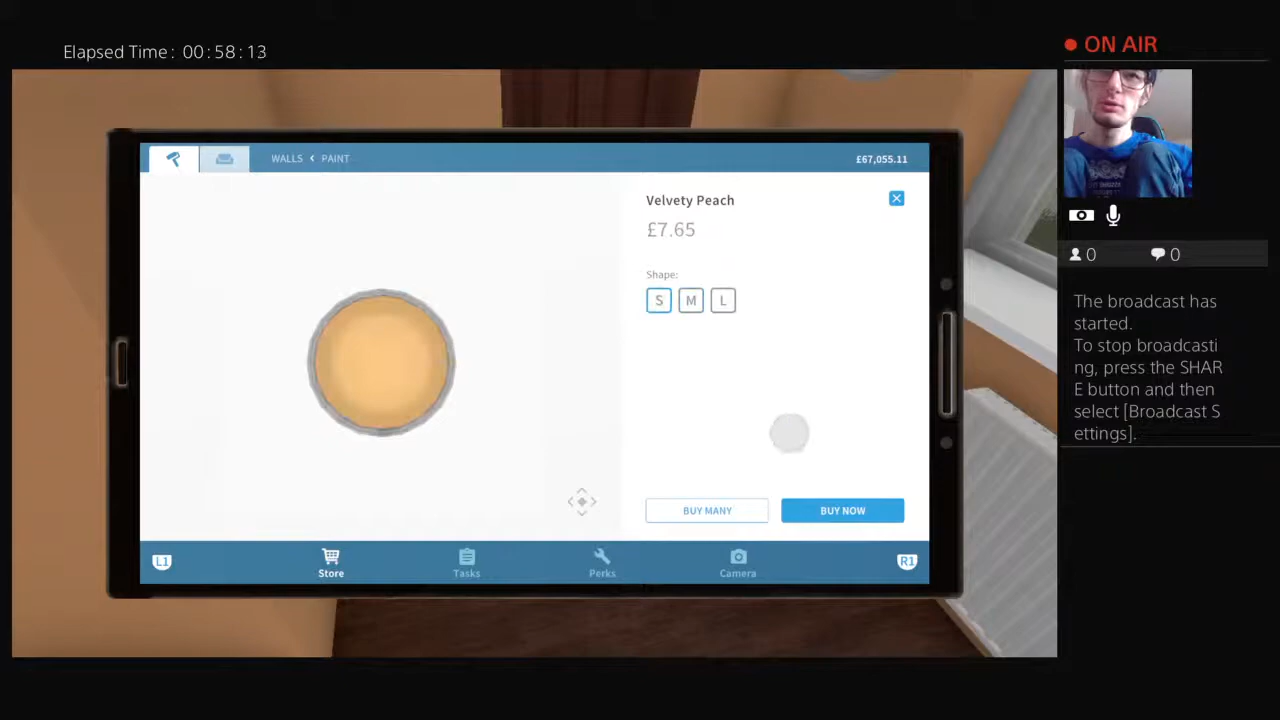 Elapsed Time: 00:58:13
ON AIR
WALLS < PAINT
£67,055.11
Velvety Peach
£7.65
Shape:
S M L
BUY MANY
BUY NOW
L1
Store
Tasks
Perks
Camera
R1
0
0
The broadcast has
started.
To stop broadcasti
ng, press the SHAR
E button and then
select [Broadcast S
ettings].